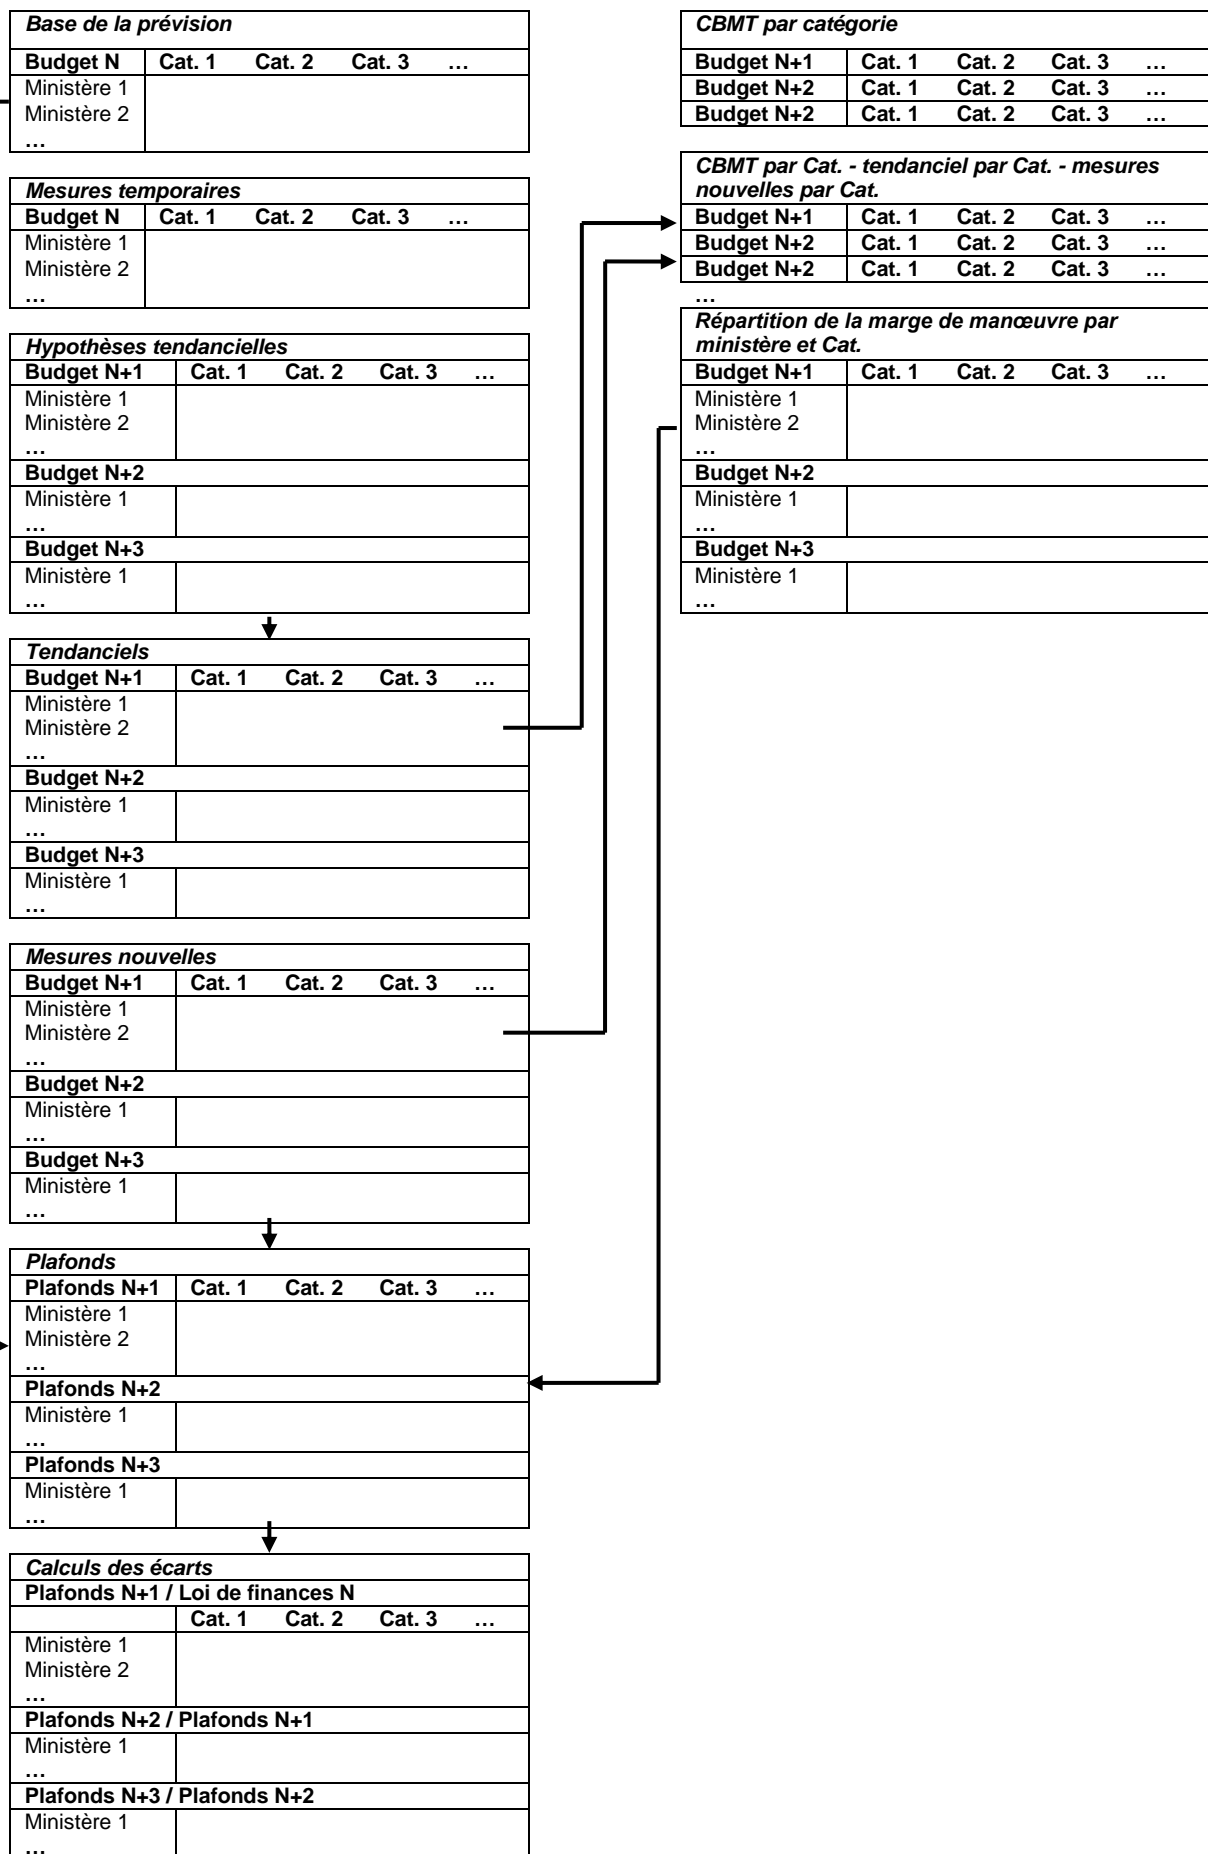 Base de la prévision
Budget N Cat. 1 Cat. 2 Cat. 3 …
Ministère 1
Ministère 2
…
Mesures temporaires
Budget N Cat. 1 Cat. 2 Cat. 3 …
Ministère 1
Ministère 2
…
Hypothèses tendancielles
Budget N+1 Cat. 1 Cat. 2 Cat. 3 …
Ministère 1
Ministère 2
…
Budget N+2
Ministère 1
…
Budget N+3
Ministère 1
…
Tendanciels
Budget N+1 Cat. 1 Cat. 2 Cat. 3 …
Ministère 1
Ministère 2
…
Budget N+2
Ministère 1
…
Budget N+3
Ministère 1
…
Mesures nouvelles
Budget N+1 Cat. 1 Cat. 2 Cat. 3 …
Ministère 1
Ministère 2
…
Budget N+2
Ministère 1
…
Budget N+3
Ministère 1
…
Plafonds
Plafonds N+1 Cat. 1 Cat. 2 Cat. 3 …
Ministère 1
Ministère 2
…
Plafonds N+2
Ministère 1
…
Plafonds N+3
Ministère 1
…
Calculs des écarts
Plafonds N+1 / Loi de finances N
Cat. 1 Cat. 2 Cat. 3 …
Ministère 1
Ministère 2
…
Plafonds N+2 / Plafonds N+1
Ministère 1
…
Plafonds N+3 / Plafonds N+2
Ministère 1
…
CBMT par catégorie
Budget N+1 Cat. 1 Cat. 2 Cat. 3 …
Budget N+2 Cat. 1 Cat. 2 Cat. 3 …
Budget N+2 Cat. 1 Cat. 2 Cat. 3 …
CBMT par Cat. - tendanciel par Cat. - mesures
nouvelles par Cat.
Budget N+1 Cat. 1 Cat. 2 Cat. 3 …
Budget N+2 Cat. 1 Cat. 2 Cat. 3 …
Budget N+2 Cat. 1 Cat. 2 Cat. 3 …
…
Répartition de la marge de manœuvre par
ministère et Cat.
Budget N+1 Cat. 1 Cat. 2 Cat. 3 …
Ministère 1
Ministère 2
…
Budget N+2
Ministère 1
…
Budget N+3
Ministère 1
…